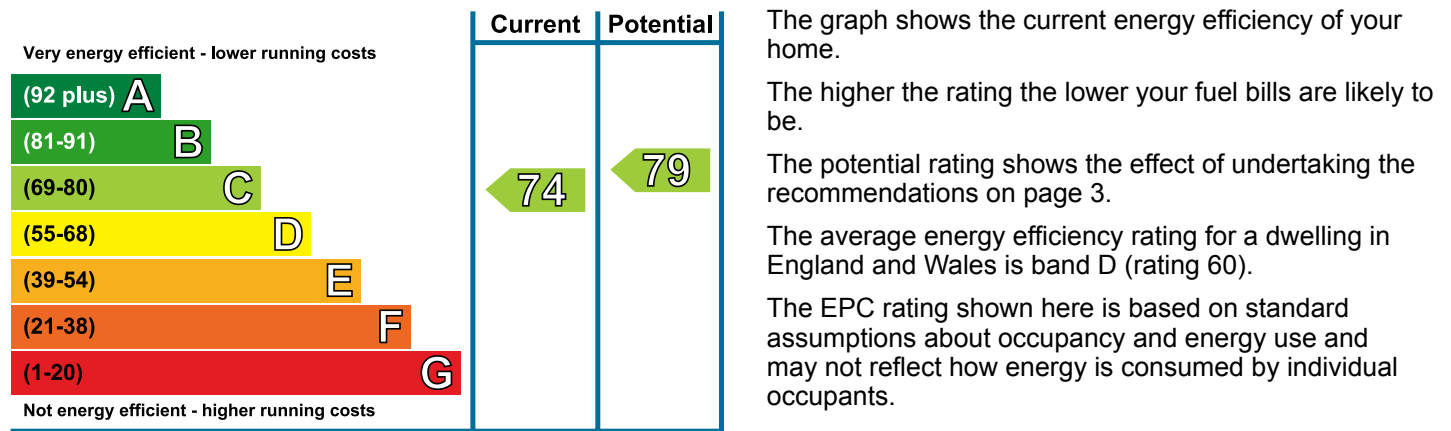 Current Potential
Very energy efficient - lower running costs
(92 plus) A
(81-91) B
(69-80) C
(55-68) D
(39-54) E
(21-38) F
(1-20) G
Not energy efficient - higher running costs
74
79
The graph shows the current energy efficiency of your
home.
The higher the rating the lower your fuel bills are likely to
be.
The potential rating shows the effect of undertaking the
recommendations on page 3.
The average energy efficiency rating for a dwelling in
England and Wales is band D (rating 60).
The EPC rating shown here is based on standard
assumptions about occupancy and energy use and
may not reflect how energy is consumed by individual
occupants.